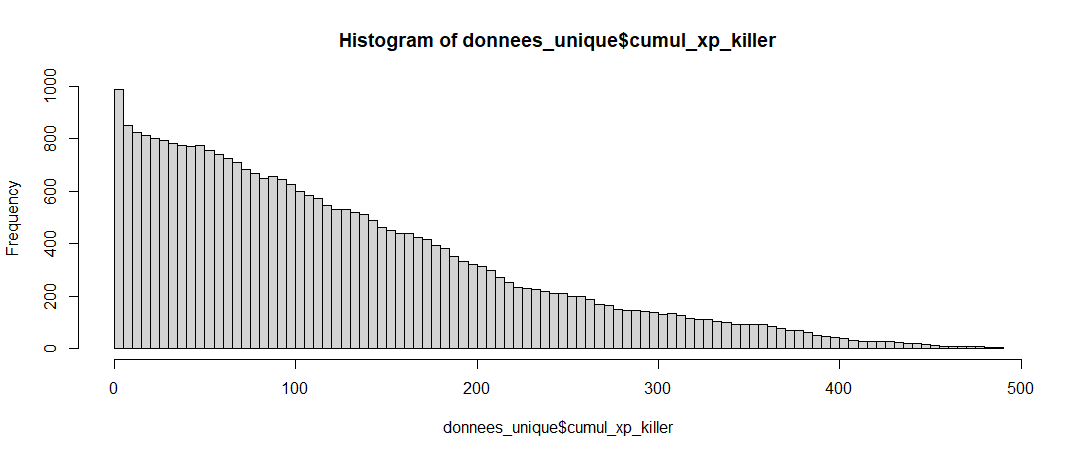 Histogram of donnees_unique$cumul_xp_killer
1000
800
600
400
200
0
Frequency
0 100 200 300 400 500
donnees_unique$cumul_xp_killer